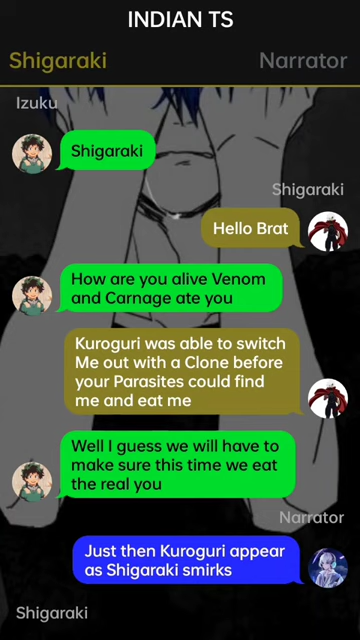 INDIAN TS
Shigaraki
Narrator
Izuku
Shigaraki
Shigaraki
Hello Brat
How are you alive Venom
and Carnage ate you
Kuroguri was able to switch
Me out with a Clone before
your Parasites could find
me and eat me
Well I guess we will have to
make sure this time we eat
the real you
Narrator
Just then Kuroguri appear
as Shigaraki smirks
Shigaraki